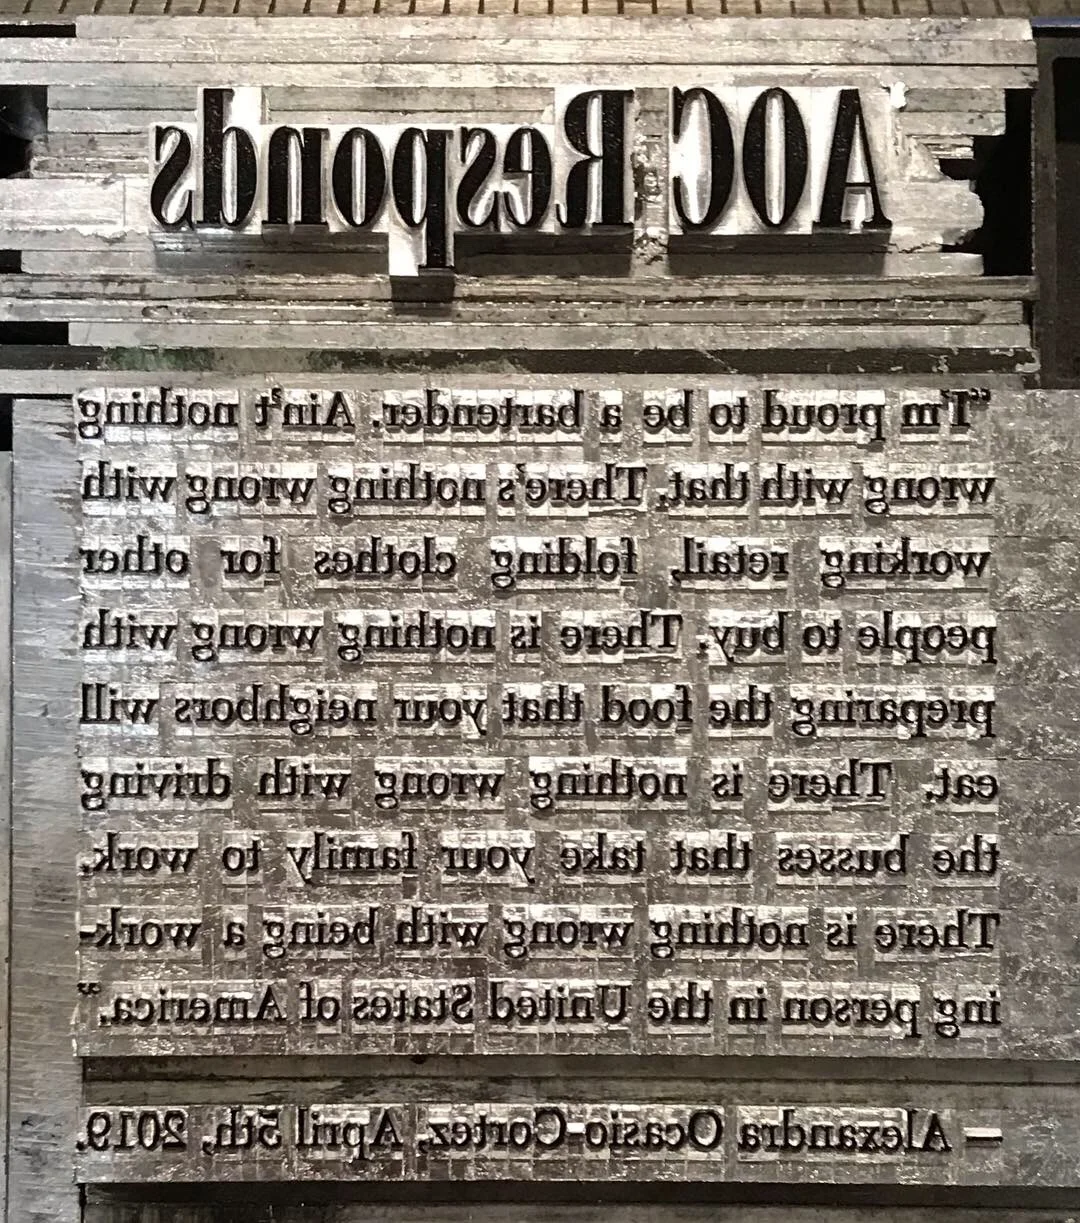 AOC Responds
“I’m proud to be a bartender. Ain’t nothing
wrong with that. There’s nothing wrong with
working retail, folding clothes for other
people to buy. There is nothing wrong with
preparing the food that your neighbors will
eat. There is nothing wrong with driving
the busses that take your family to work.
There is nothing wrong with being a work-
ing person in the United States of America.”
— Alexandra Ocasio-Cortez, April 5th, 2019.